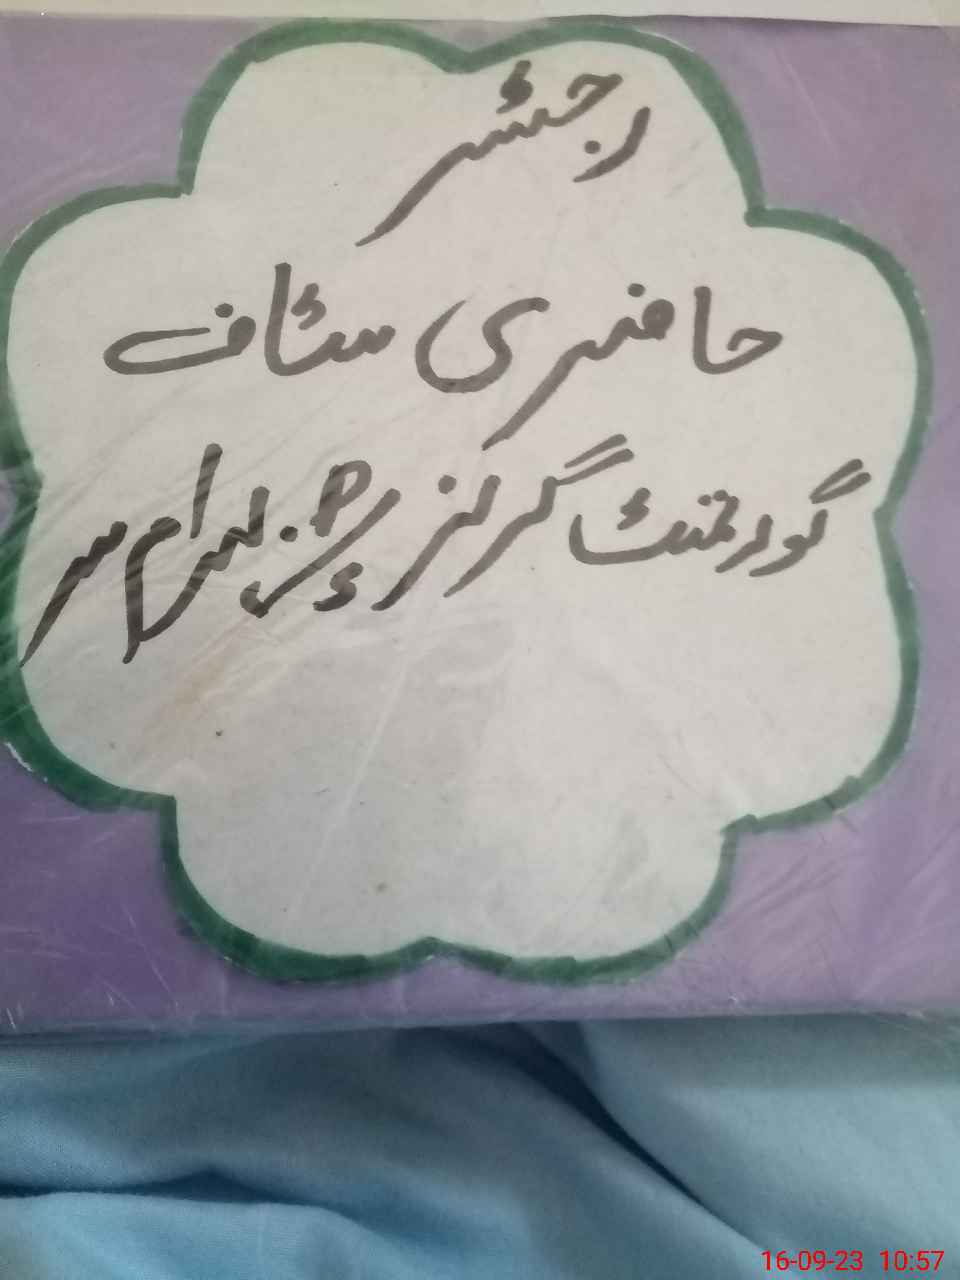 رجسٹر
حاضری سٹاف
گورنمنٹ گرلز
16-09-23 10:57